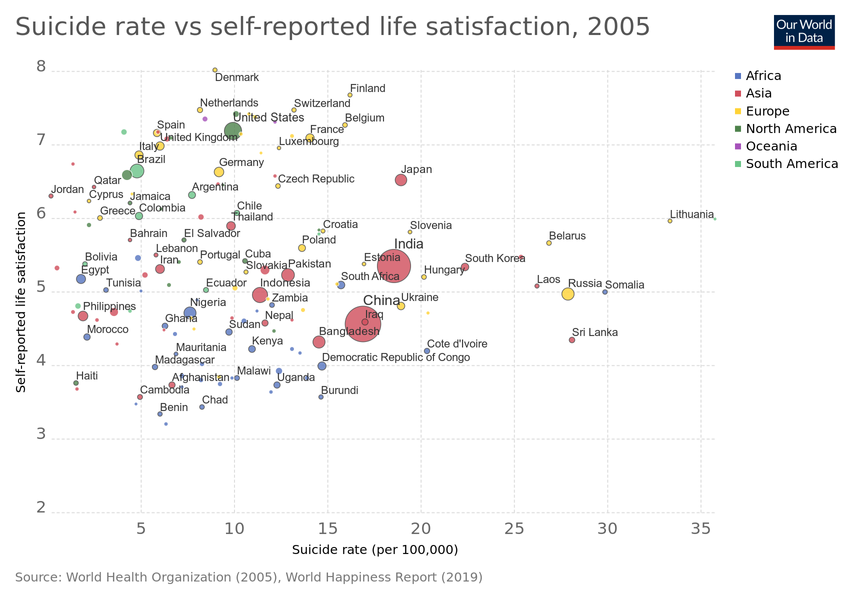 Suicide rate vs self-reported life satisfaction, 2005
Our World
in Data
Africa
Asia
Europe
North America
Oceania
South America
Self-reported life satisfaction
8
7
6
5
4
3
2
Denmark
Finland
Netherlands
Switzerland
United States
Belgium
Spain
France
United Kingdom
Luxembourg
Italy
Brazil
Germany
Japan
Qatar
Czech Republic
Jordan
Cyprus
Jamaica
Argentina
Greece
Colombia
Chile
Thailand
Lithuania
Bahrain
El Salvador
Croatia
Slovenia
Poland
India
Belarus
Lebanon
Portugal
Cuba
Bolivia
Iran
Slovakia
Pakistan
Estonia
South Korea
Egypt
Hungary
Tunisia
Ecuador
Indonesia
South Africa
Laos
Russia
Somalia
Philippines
Nigeria
Zambia
China
Ukraine
Ghana
Sudan
Nepal
Iraq
Morocco
Bangladesh
Sri Lanka
Mauritania
Kenya
Cote d'Ivoire
Madagascar
Democratic Republic of Congo
Haiti
Afghanistan
Malawi
Uganda
Cambodia
Burundi
Benin
Chad
5
10
15
20
25
30
35
Suicide rate (per 100,000)
Source: World Health Organization (2005), World Happiness Report (2019)